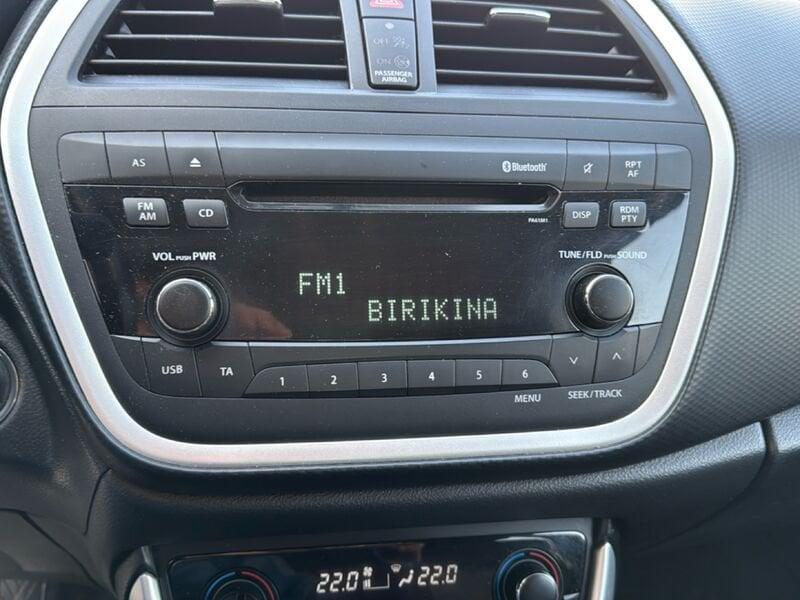 OFF
ON
PASSENGER
AIRBAG
AS
Bluetooth
RPT
AF
FM
AM
CD
PA61M1
DISP
RDM
PTY
VOL PUSH PWR
TUNE/FLD PUSH SOUND
FM1
BIRIKINA
USB
TA
1
2
3
4
5
6
MENU
SEEK/TRACK
22.0
22.0